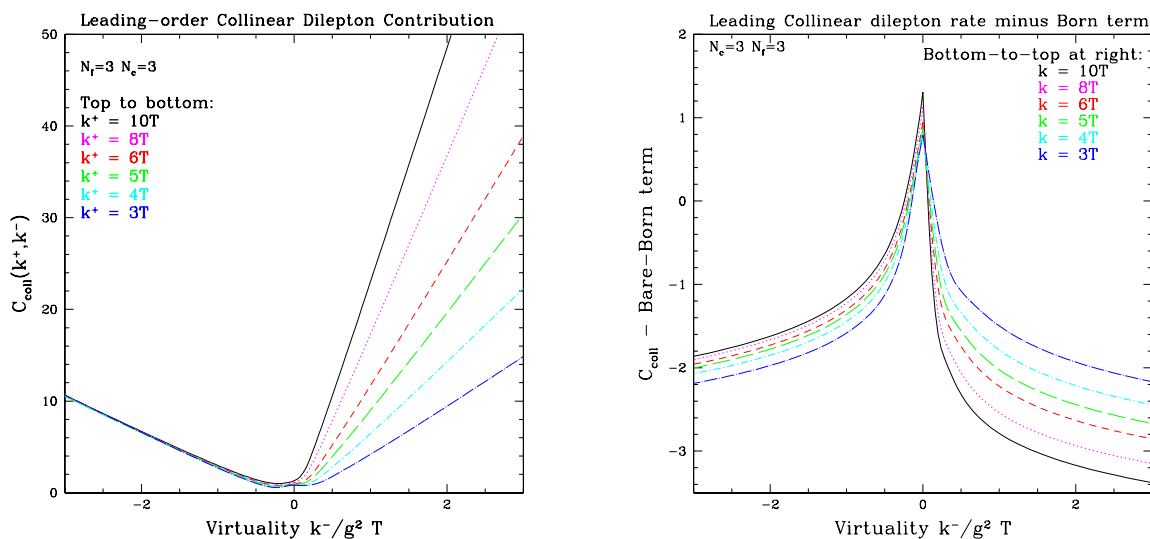 Leading-order Collinear Dilepton Contribution
50
40
30
20
10
0
N_f=3 N_c=3
Top to bottom:
k⁺ = 10T
k⁺ = 8T
k⁺ = 6T
k⁺ = 5T
k⁺ = 4T
k⁺ = 3T
C_coll(k⁺,k⁻)
−2
0
2
Virtuality k⁻/g² T
Leading Collinear dilepton rate minus Born term
N_c=3 N_f=3
Bottom-to-top at right:
k = 10T
k = 8T
k = 6T
k = 5T
k = 4T
k = 3T
2
1
0
−1
−2
−3
C_coll − Bare-Born term
−2
0
2
Virtuality k⁻/g² T